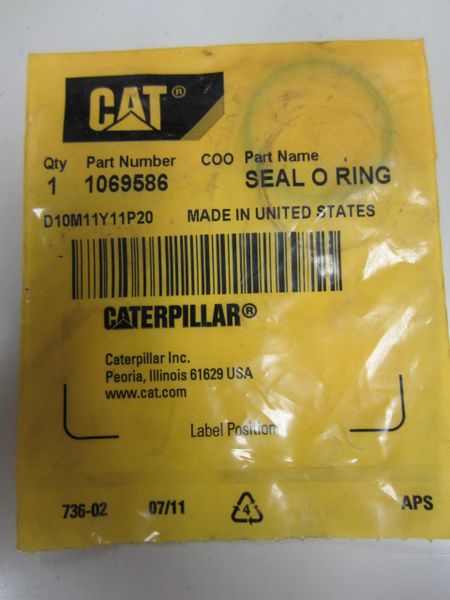 CAT®
Qty Part Number COO Part Name
1 1069586 SEAL O RING
D10M11Y11P20 MADE IN UNITED STATES
CATERPILLAR®
Caterpillar Inc.
Peoria, Illinois 61629 USA
www.cat.com
Label Position
736-02 07/11 4 APS